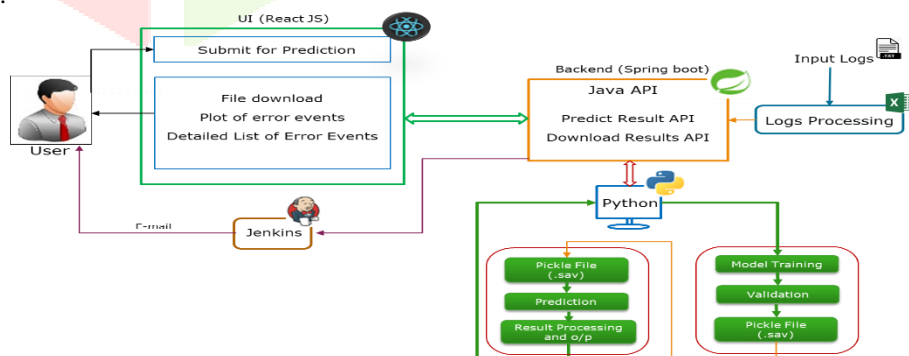 UI (React JS)
Submit for Prediction
File download
Plot of error events
Detailed List of Error Events
User
E-mail
Jenkins
Backend (Spring boot)
Java API
Predict Result API
Download Results API
Input Logs
.TXT
X
Logs Processing
Python
Pickle File
(.sav)
Prediction
Result Processing
and o/p
Model Training
Validation
Pickle File
(.sav)